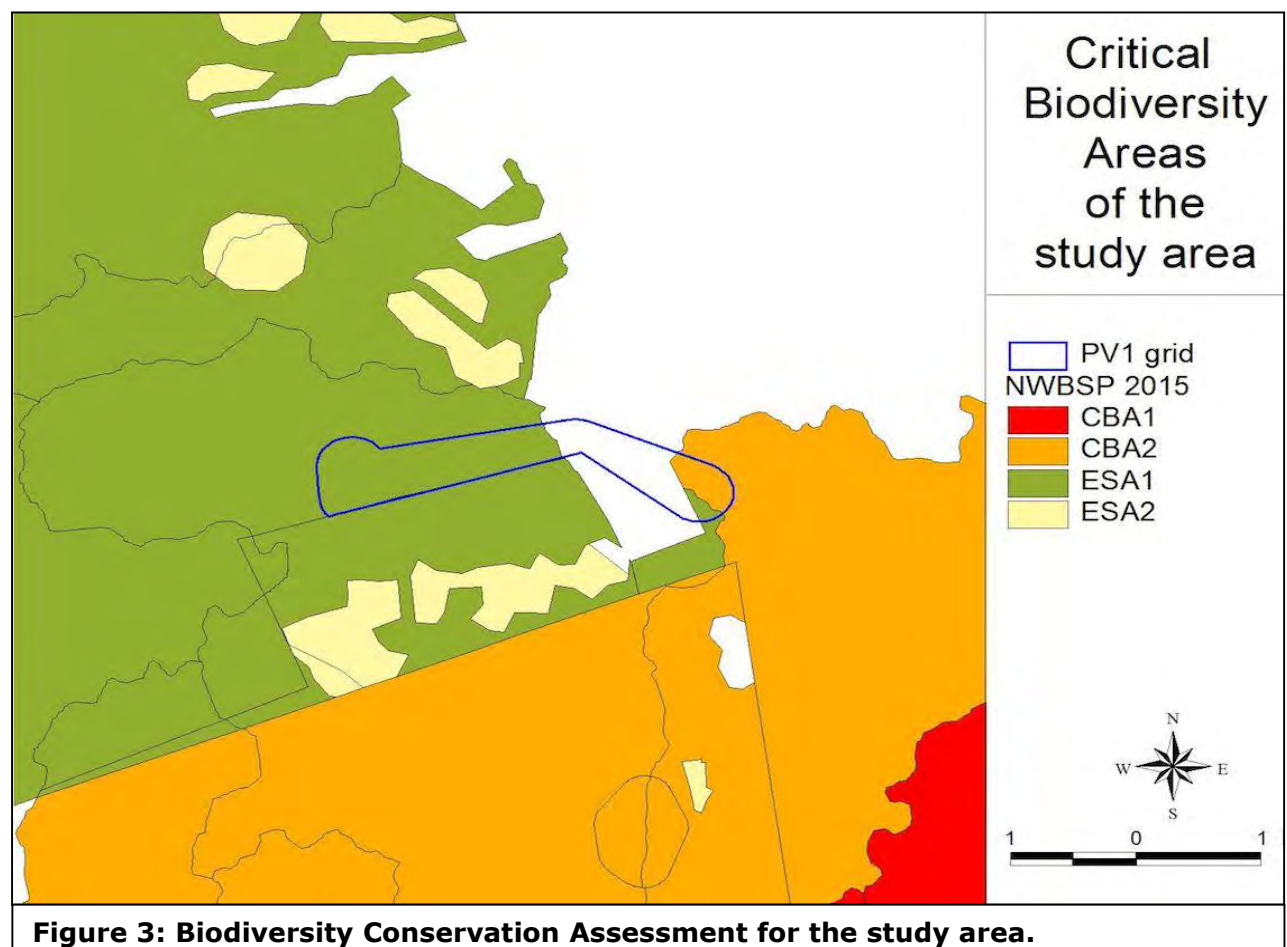 Critical
Biodiversity
Areas
of the
study area
PV1 grid
NWBSP 2015
CBA1
CBA2
ESA1
ESA2
N
W E
S
1 0 1
Figure 3: Biodiversity Conservation Assessment for the study area.